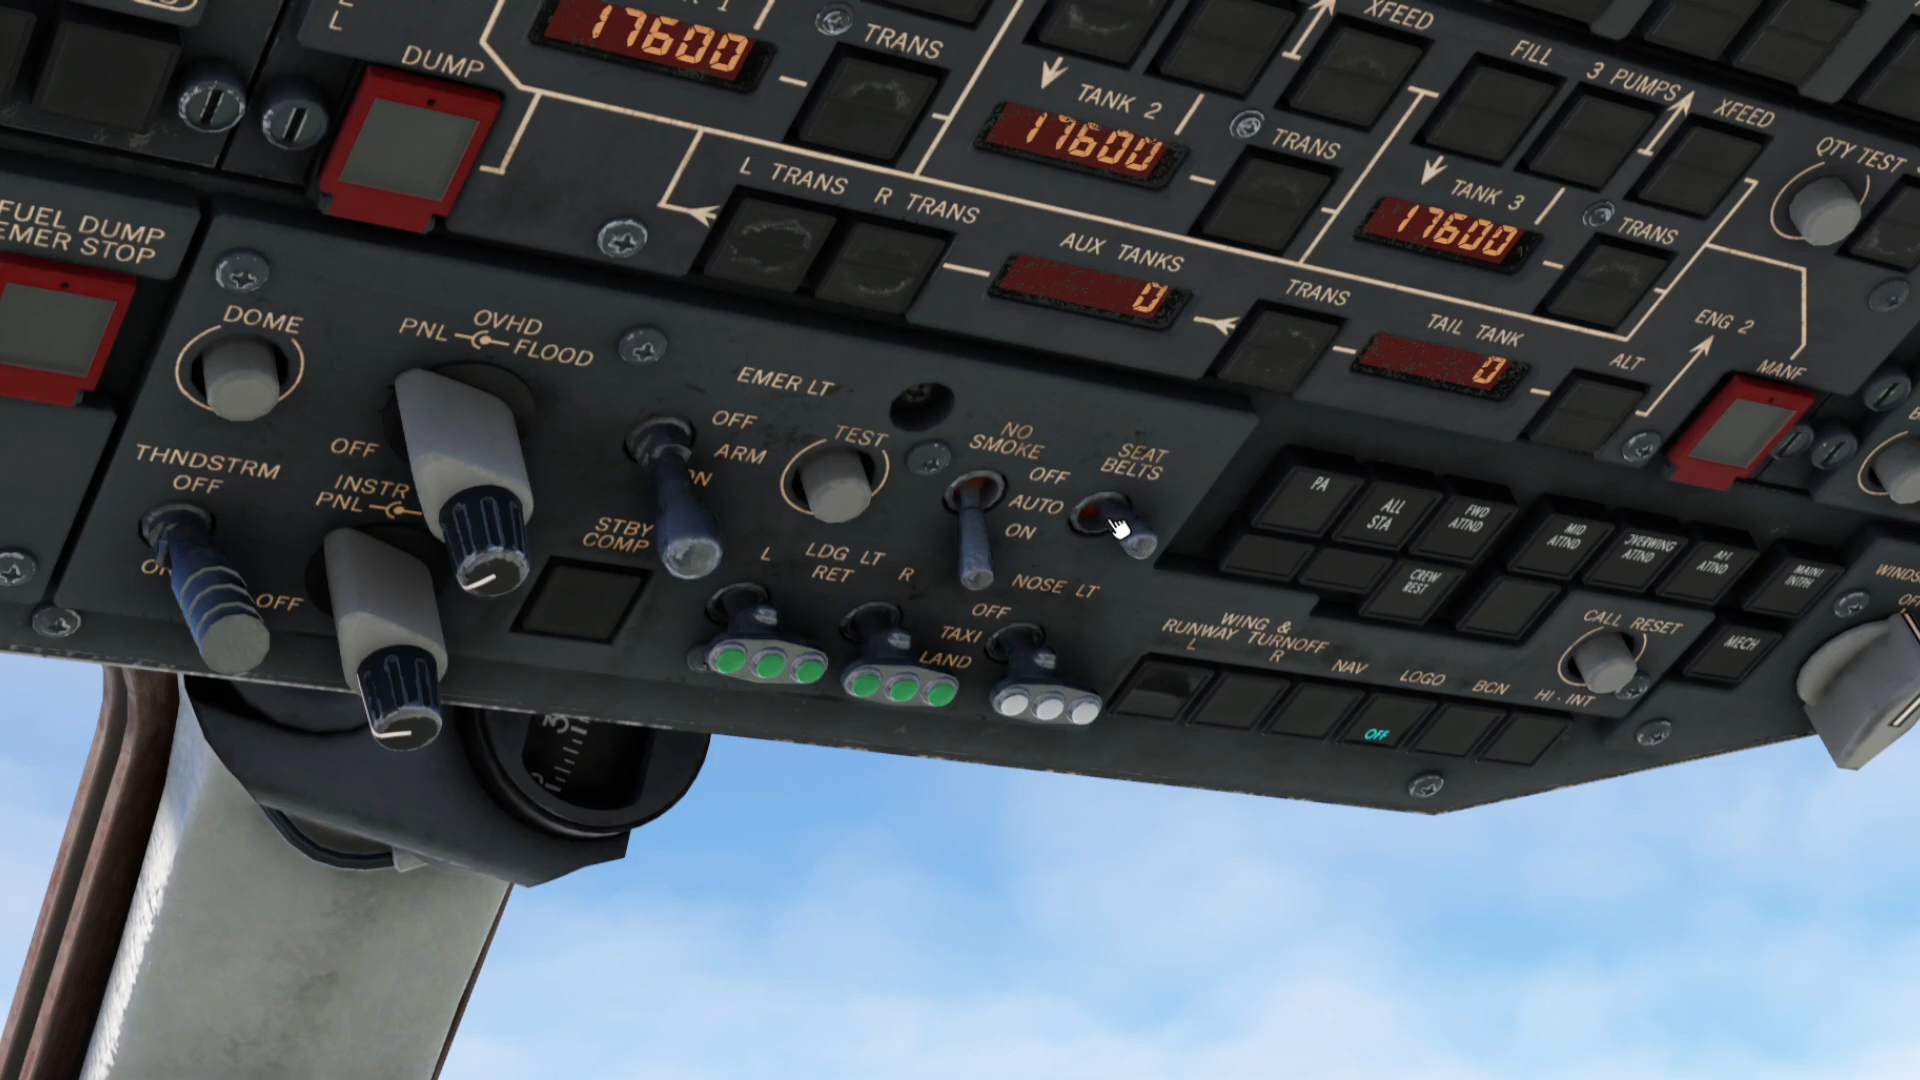 17600
DUMP
TRANS
XFEED
TANK 2
17600
TRANS
FILL
3 PUMPS
XFEED
QTY TEST
TANK 3
17600
TRANS
L TRANS
R TRANS
AUX TANKS
0
TRANS
TAIL TANK
0
ENG 2
ALT
MANF
FUEL DUMP
EMER STOP
DOME
OVHD
PNL
FLOOD
OFF
THNDSTRM
OFF
INSTR
PNL
OFF
EMER LT
OFF
ARM
TEST
STBY
COMP
NO
SMOKE
OFF
AUTO
ON
SEAT
BELTS
L
LDG LT
RET
R
NOSE LT
OFF
TAXI
LAND
WING &
RUNWAY TURNOFF
L
R
NAV
LOGO
BCN
HI-INT
OFF
PA
ALL
STA
FWD
ATTND
MID
ATTND
ATTND
ATTND
CREW
REST
CALL RESET
MECH
3